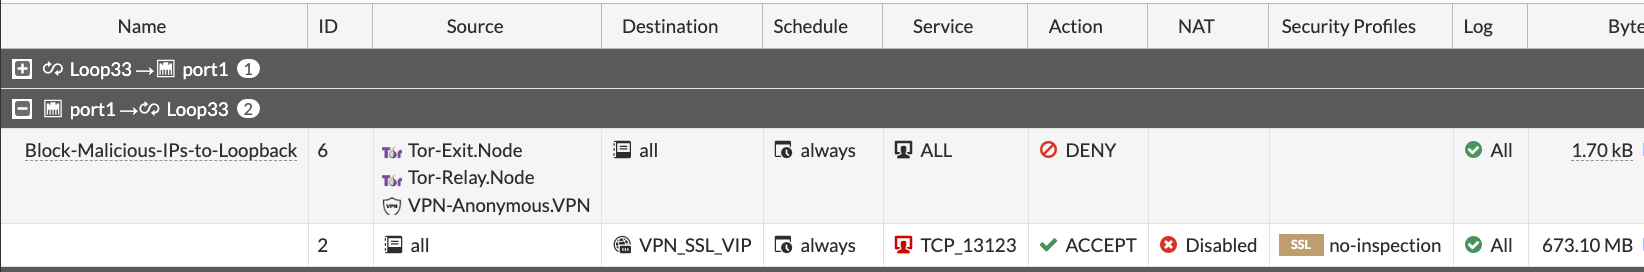 Name ID Source Destination Schedule Service Action NAT Security Profiles Log Byte
Loop33 → port1 1
port1 → Loop33 2
Block-Malicious-IPs-to-Loopback 6 Tor Tor-Exit.Node all always ALL DENY All 1.70 kB
Tor Tor-Relay.Node
VPN VPN-Anonymous.VPN
2 all VPN_SSL_VIP always TCP_13123 ACCEPT Disabled SSL no-inspection All 673.10 MB